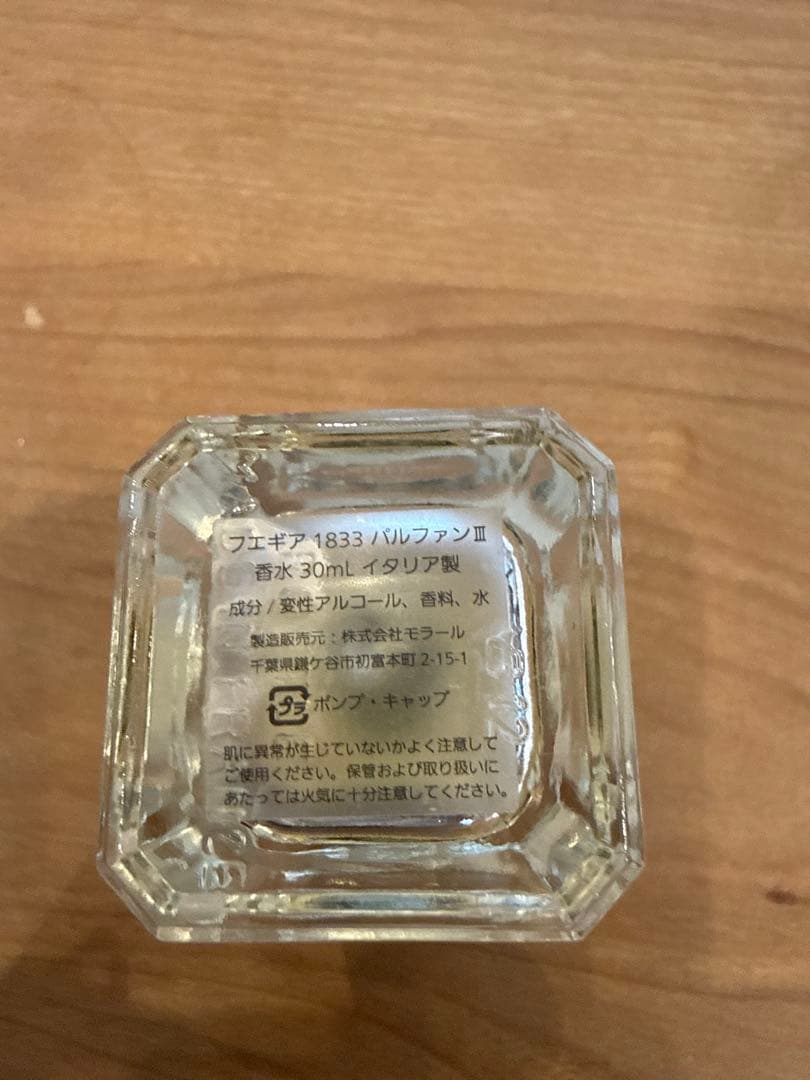 フエギア 1833 パルファンⅢ
香水 30mL イタリア製
成分 / 変性アルコール、香料、水
製造販売元：株式会社モラール
千葉県鎌ケ谷市初富本町 2-15-1
プラ ポンプ・キャップ
肌に異常が生じていないかよく注意して
ご使用ください。保管および取り扱いに
あたっては火気に十分注意してください。